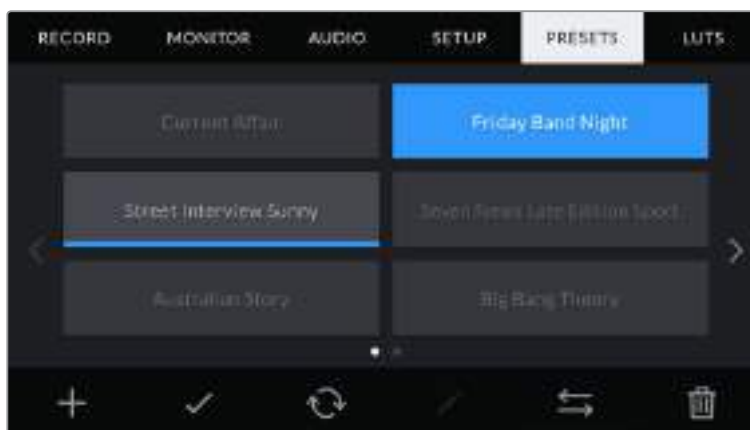 RECORD MONITOR AUDIO SETUP PRESETS LUTS
Current Affair Friday Band Night
Street Interview Sunny Seven News Late Edition Sport
Australian Story Big Bang Theory